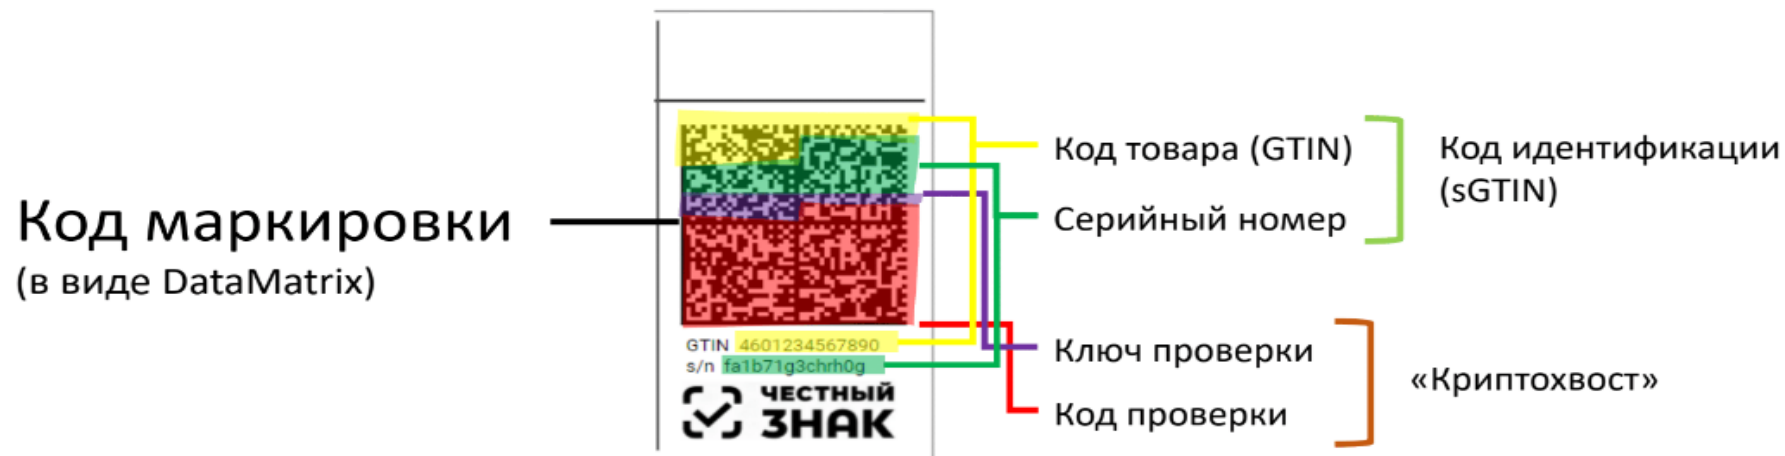 Код маркировки
(в виде DataMatrix)
GTIN 4601234567890
s/n fa1b71g3chrh0g
ЧЕСТНЫЙ
ЗНАК
Код товара (GTIN)
Серийный номер
Код идентификации
(sGTIN)
Ключ проверки
Код проверки
«Криптохвост»